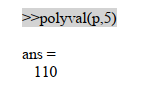 >>polyval(p,5)
ans =
110